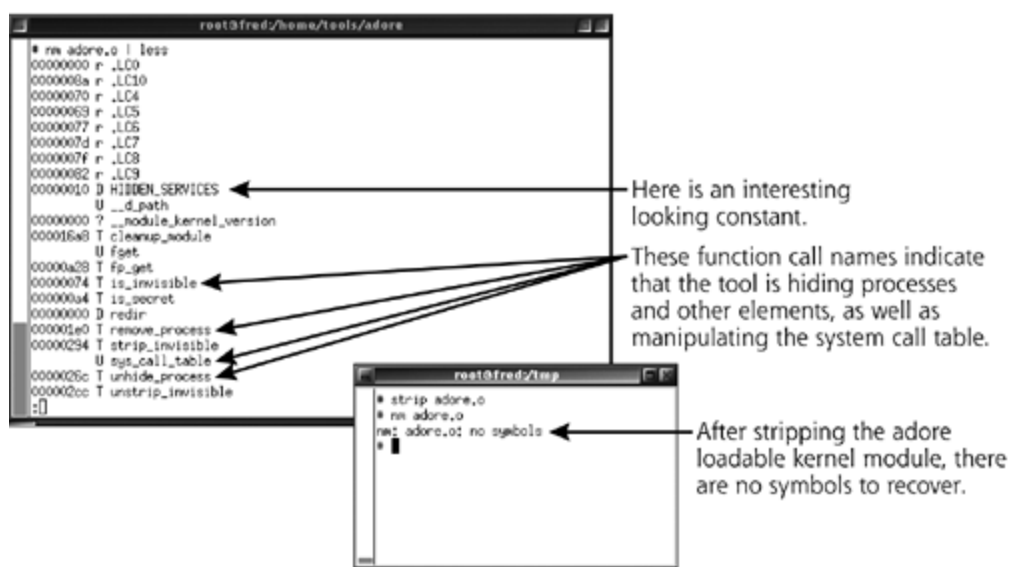 root@fred:/home/tools/adore
# nm adore.o | less
00000000 r .LC0
0000008a r .LC10
00000070 r .LC4
00000069 r .LC5
00000077 r .LC6
0000007d r .LC7
0000007f r .LC8
00000082 r .LC9
00000010 D HIDDEN_SERVICES
U __d_path
00000000 ? __module_kernel_version
000016a8 T cleanup_module
U fget
00000a28 T fp_get
00000074 T is_invisible
000000a4 T is_secret
00000000 D redir
000001e0 T remove_process
00000294 T strip_invisible
U sys_call_table
0000026c T unhide_process
000002cc T unstrip_invisible
:
Here is an interesting
looking constant.
These function call names indicate
that the tool is hiding processes
and other elements, as well as
manipulating the system call table.
root@fred:/tmp
# strip adore.o
# nm adore.o
nm: adore.o: no symbols
#
After stripping the adore
loadable kernel module, there
are no symbols to recover.